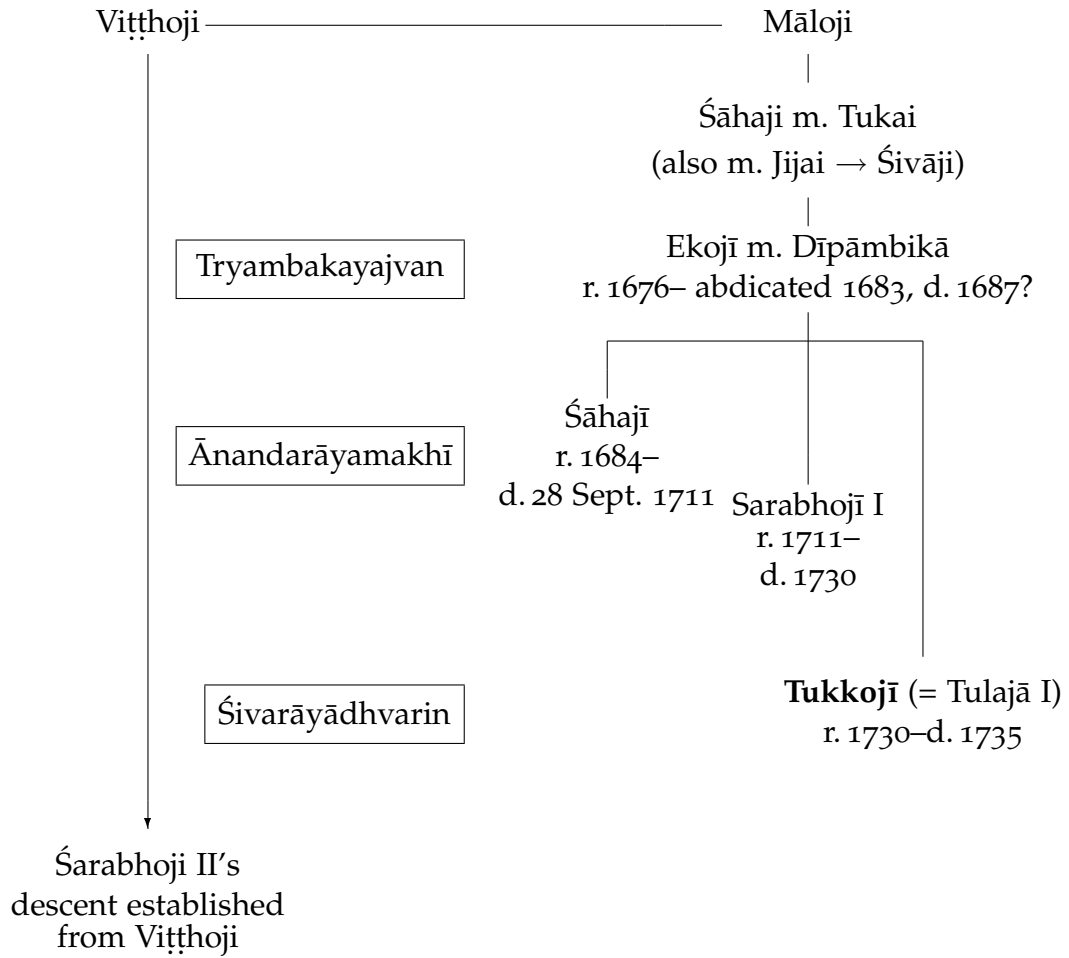 Viṭṭhoji
Māloji
Śāhaji m. Tukai
(also m. Jijai → Śivāji)
Tryambakayajvan
Ekojī m. Dīpāmbikā
r. 1676– abdicated 1683, d. 1687?
Ānandarāyamakhī
Śāhajī
r. 1684–
d. 28 Sept. 1711
Sarabhojī I
r. 1711–
d. 1730
Śivarāyādhvarin
Tukkojī (= Tulajā I)
r. 1730–d. 1735
Śarabhoji II's
descent established
from Viṭṭhoji